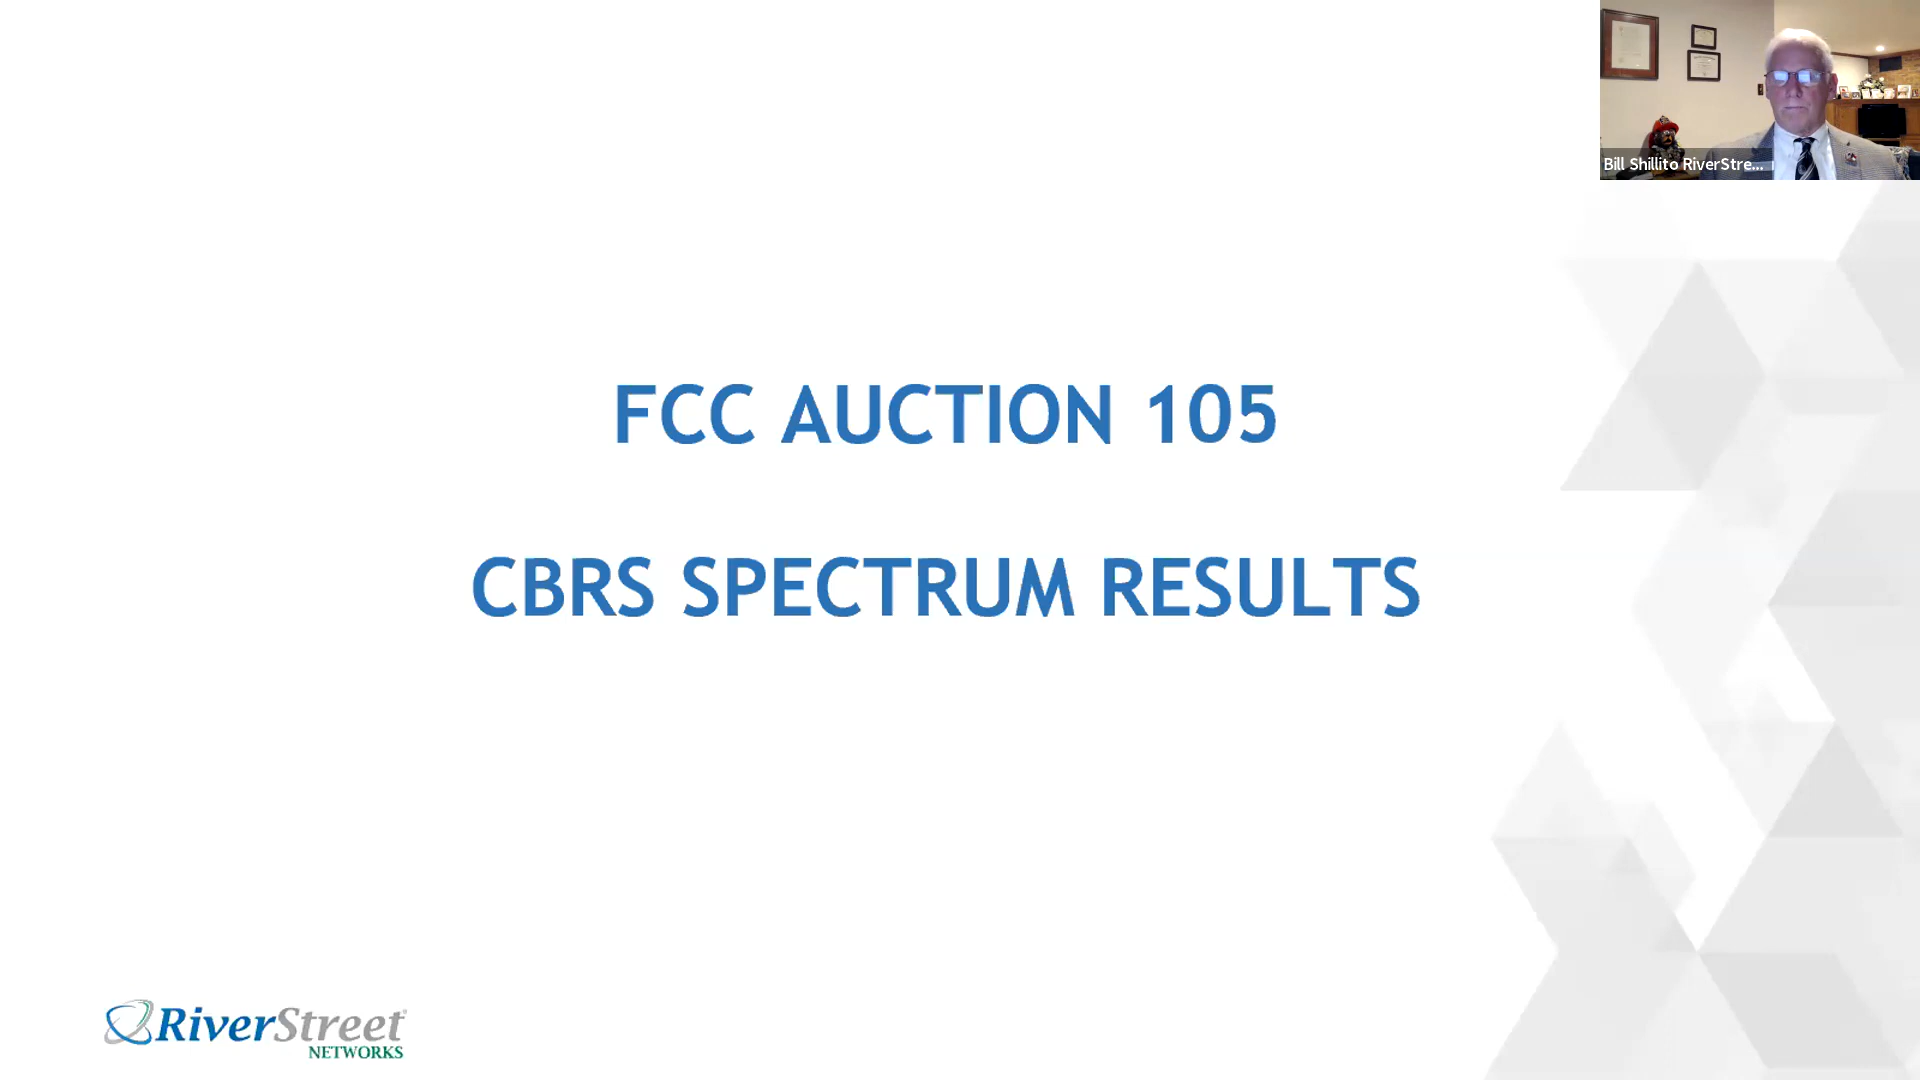 Bill Shillito RiverStre...
FCC AUCTION 105
CBRS SPECTRUM RESULTS
RiverStreet
NETWORKS